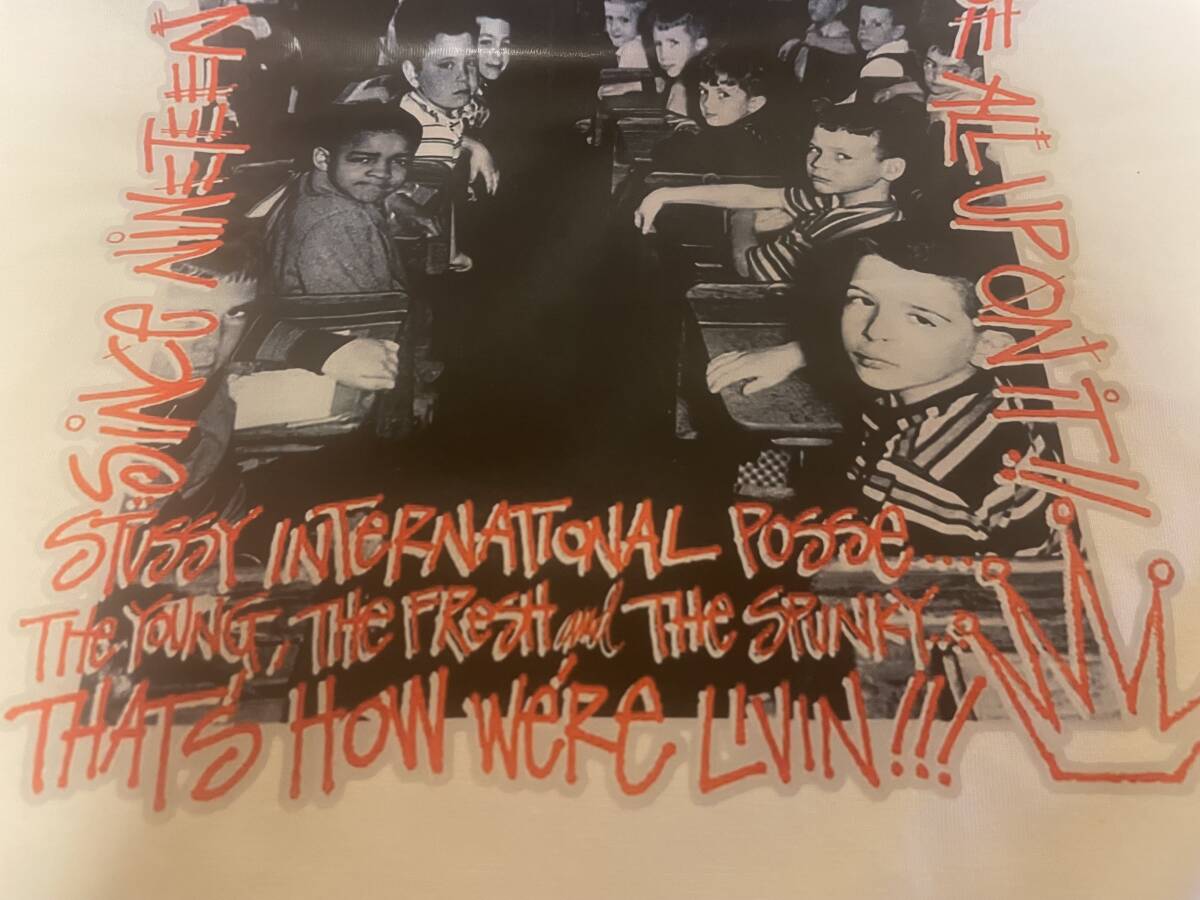 SINCE NINETEEN
ALL UP ON IT!!
STUSSY INTERNATIONAL POSSE....
THE YOUNG, THE FRESH and THE SPUNKY...
THAT'S HOW WE'RE LIVIN!!!